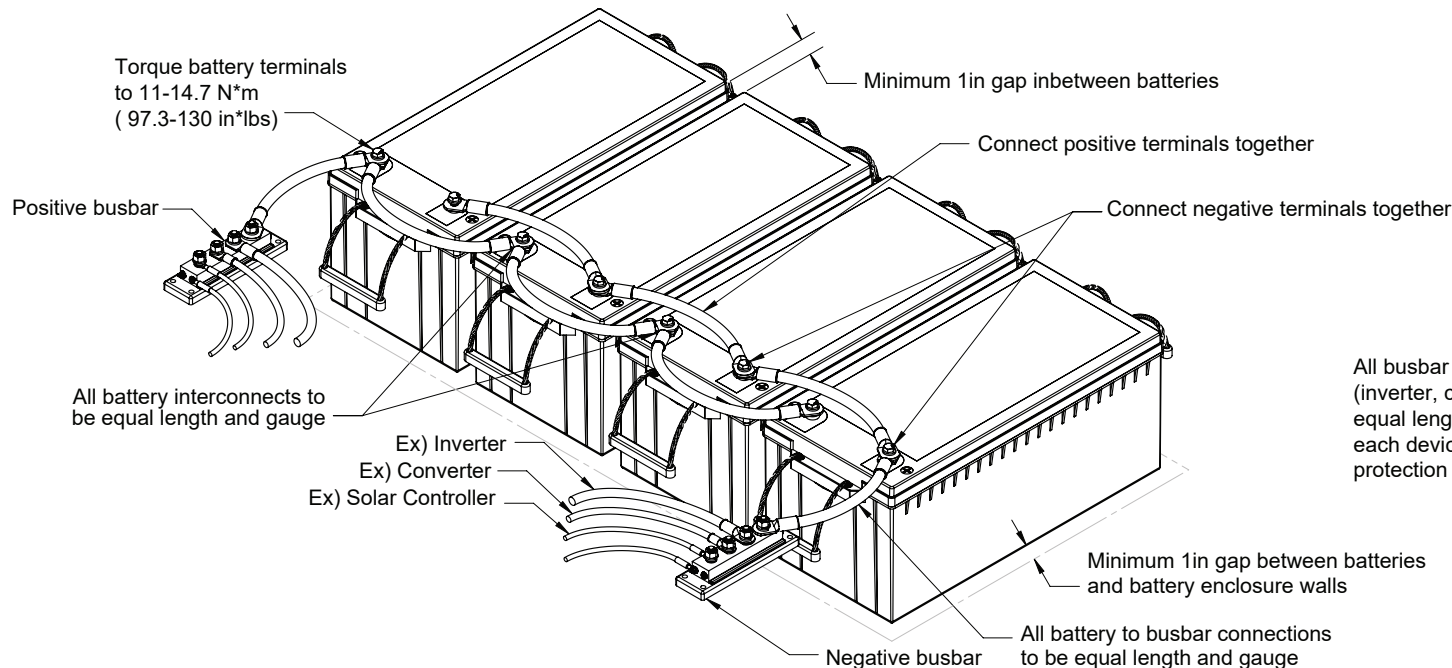 Torque battery terminals
to 11-14.7 N*m
( 97.3-130 in*lbs)
Minimum 1in gap inbetween batteries
Connect positive terminals together
Positive busbar
Connect negative terminals together
All battery interconnects to
be equal length and gauge
Ex) Inverter
Ex) Converter
Ex) Solar Controller
All busbar
(inverter,
equal
each
protection
Minimum 1in gap between batteries
and battery enclosure walls
All battery to busbar connections
to be equal length and gauge
Negative busbar